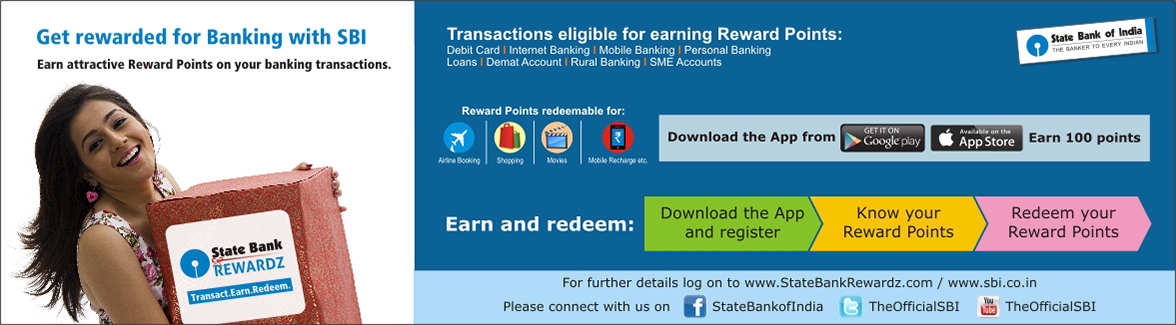 Get rewarded for Banking with SBI
Earn attractive Reward Points on your banking transactions.
State Bank
REWARDZ
Transact.Earn.Redeem.
Transactions eligible for earning Reward Points:
Debit Card I Internet Banking I Mobile Banking I Personal Banking
Loans I Demat Account I Rural Banking I SME Accounts
State Bank of India
THE BANKER TO EVERY INDIAN
Reward Points redeemable for:
Airline Booking
Shopping
Movies
₹
Mobile Recharge etc.
Download the App from
GET IT ON
Google play
Available on the
App Store
Earn 100 points
Earn and redeem:
Download the App
and register
Know your
Reward Points
Redeem your
Reward Points
For further details log on to www.StateBankRewardz.com / www.sbi.co.in
Please connect with us on f StateBankofIndia TheOfficialSBI You Tube TheOfficialSBI